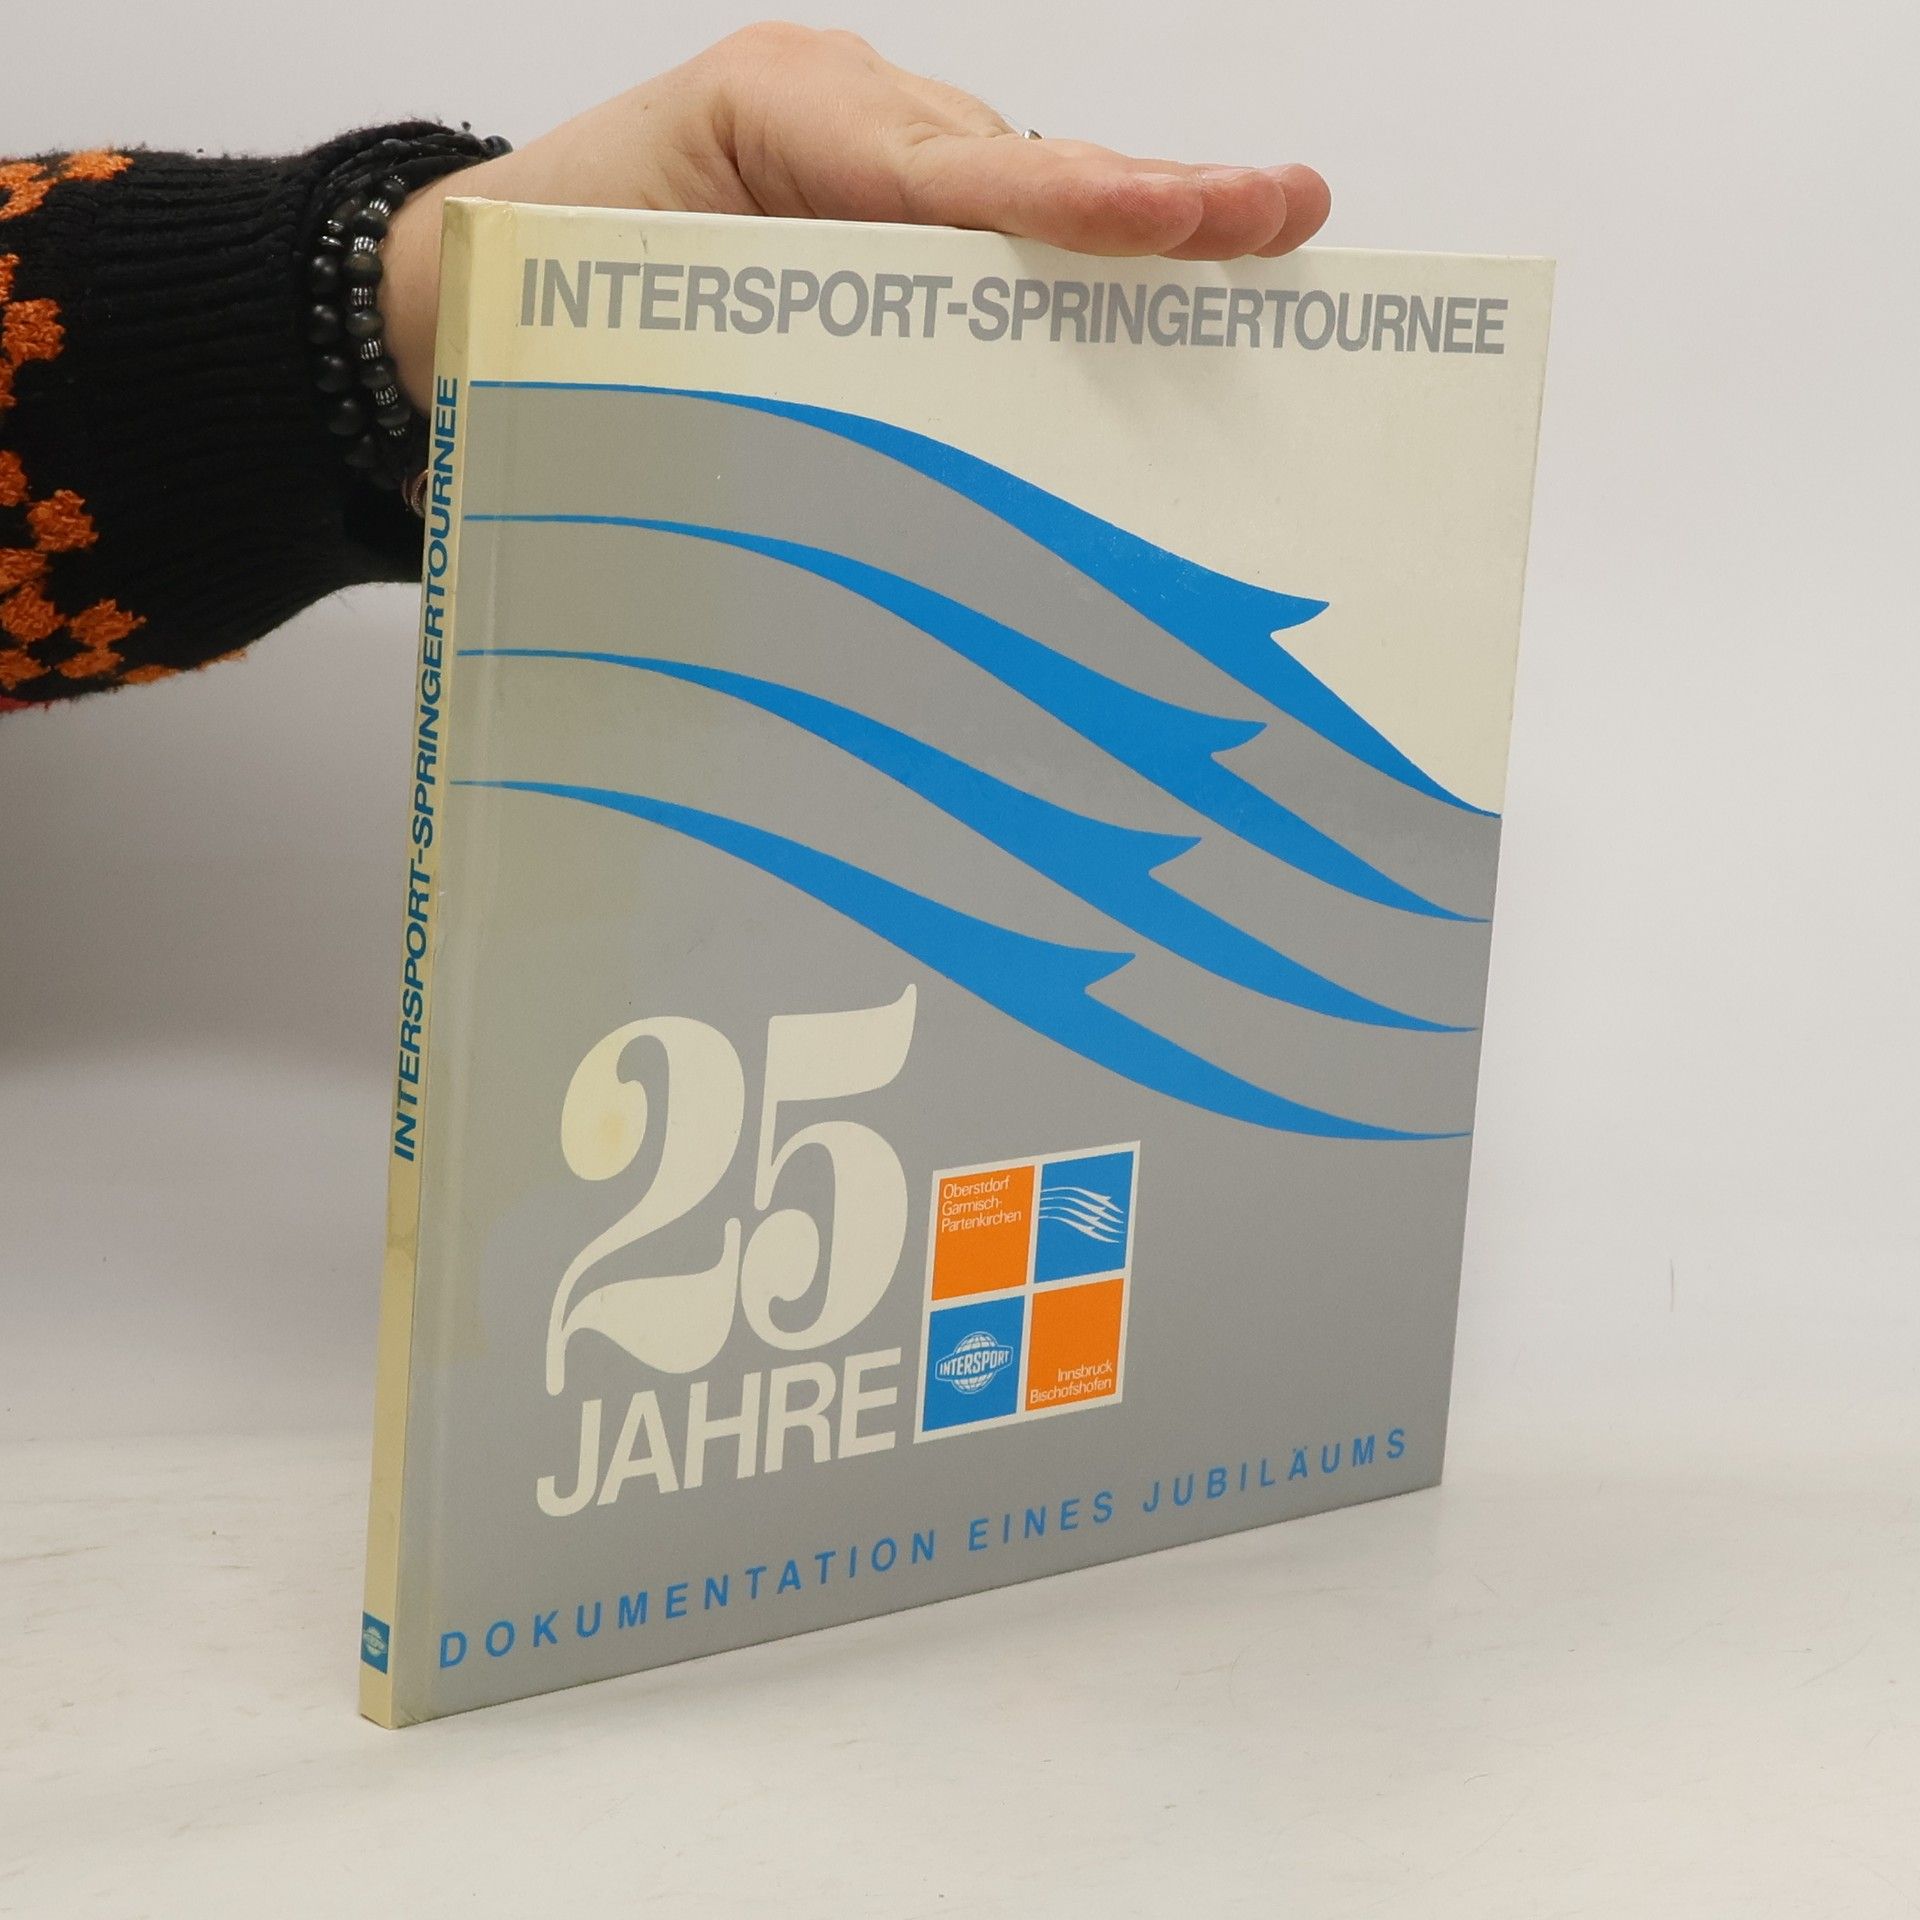 INTERSPORT-SPRINGERTOURNEE
INTERSPORT-SPRINGERTOURNEE
25
JAHRE
Oberstdorf
Garmisch-
Partenkirchen
INTERSPORT
Innsbruck
Bischofshofen
DOKUMENTATION EINES JUBILÄUMS